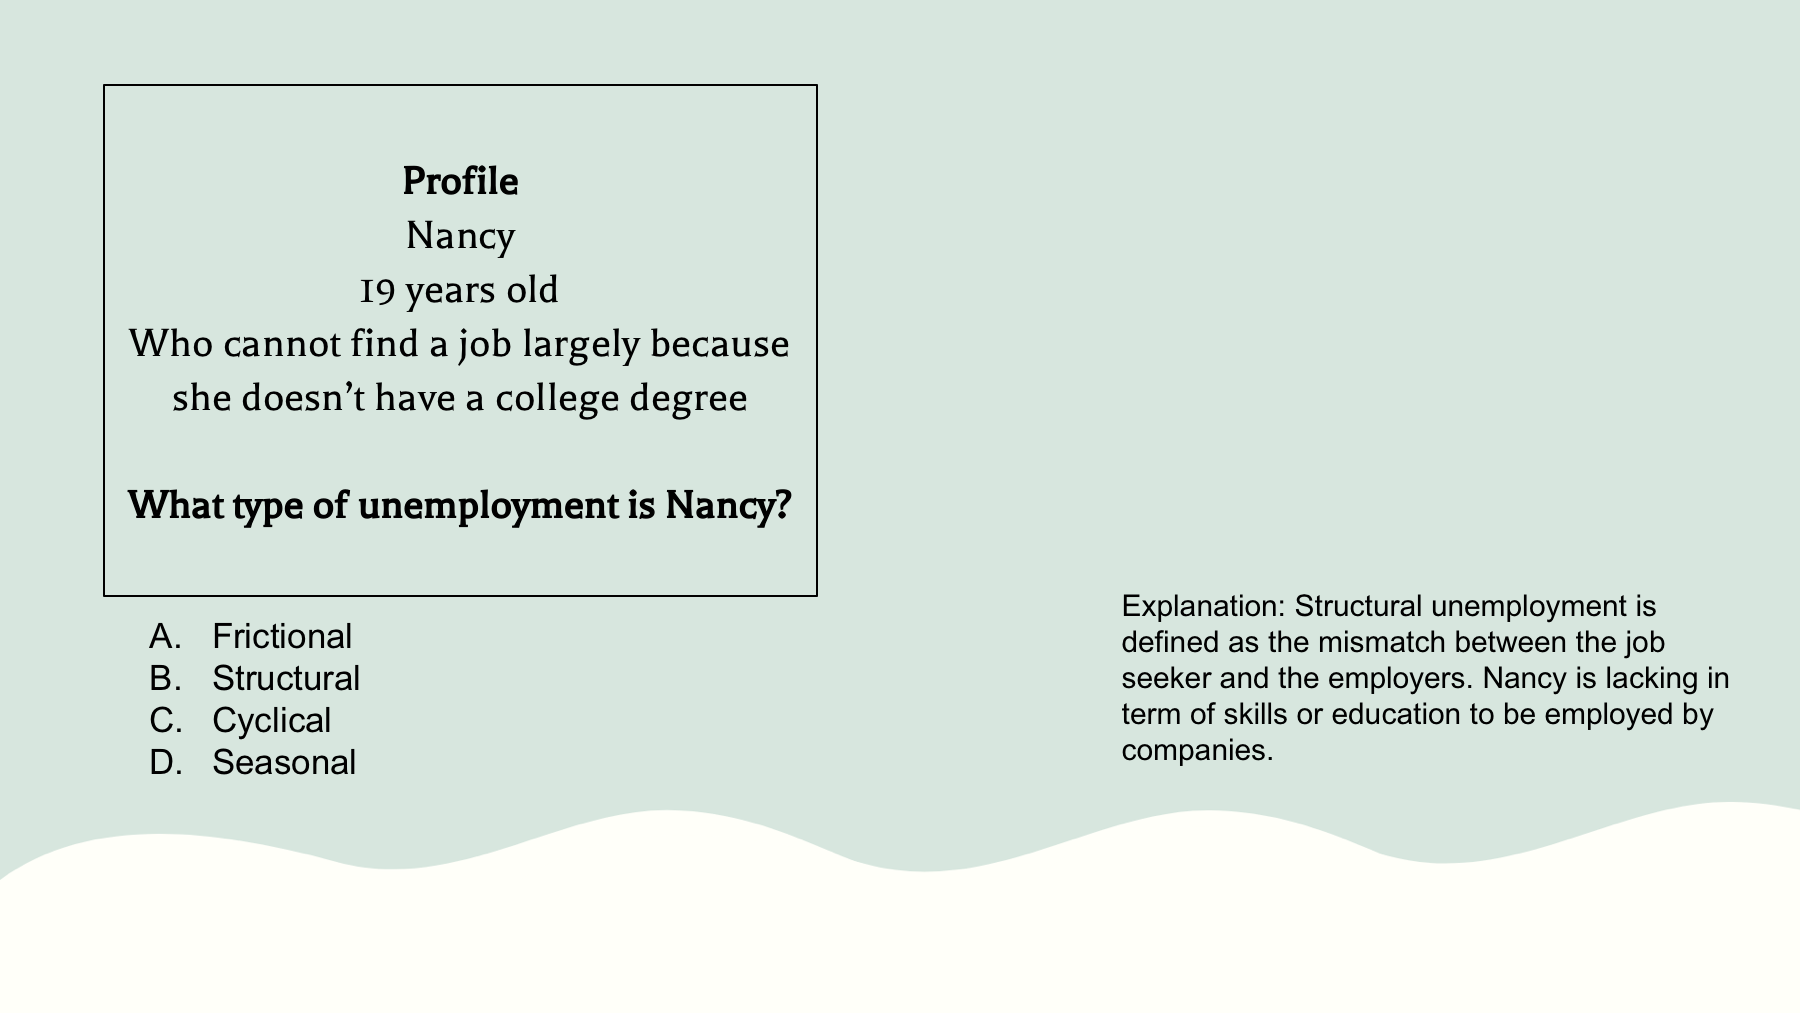 Profile
Nancy
19 years old
Who cannot find a job largely because
she doesn’t have a college degree
What type of unemployment is Nancy?
A. Frictional
B. Structural
C. Cyclical
D. Seasonal
Explanation: Structural unemployment is
defined as the mismatch between the job
seeker and the employers. Nancy is lacking in
term of skills or education to be employed by
companies.